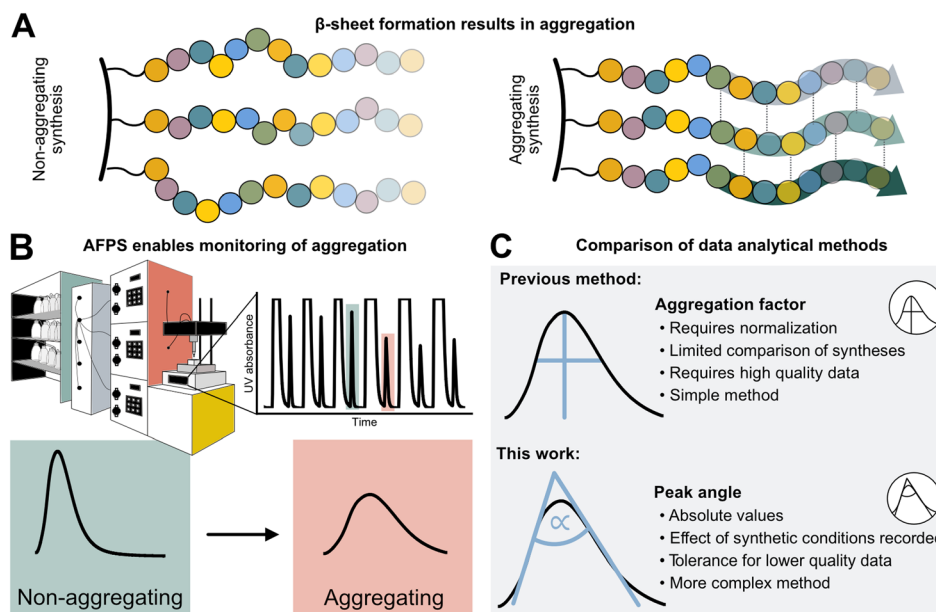 A
β-sheet formation results in aggregation
Non-aggregating
synthesis
Aggregating
synthesis
B
AFPS enables monitoring of aggregation
UV absorbance
Time
Non-aggregating
Aggregating
C
Comparison of data analytical methods
Previous method:
Aggregation factor
• Requires normalization
• Limited comparison of syntheses
• Requires high quality data
• Simple method
This work:
∝
Peak angle
• Absolute values
• Effect of synthetic conditions recorded
• Tolerance for lower quality data
• More complex method